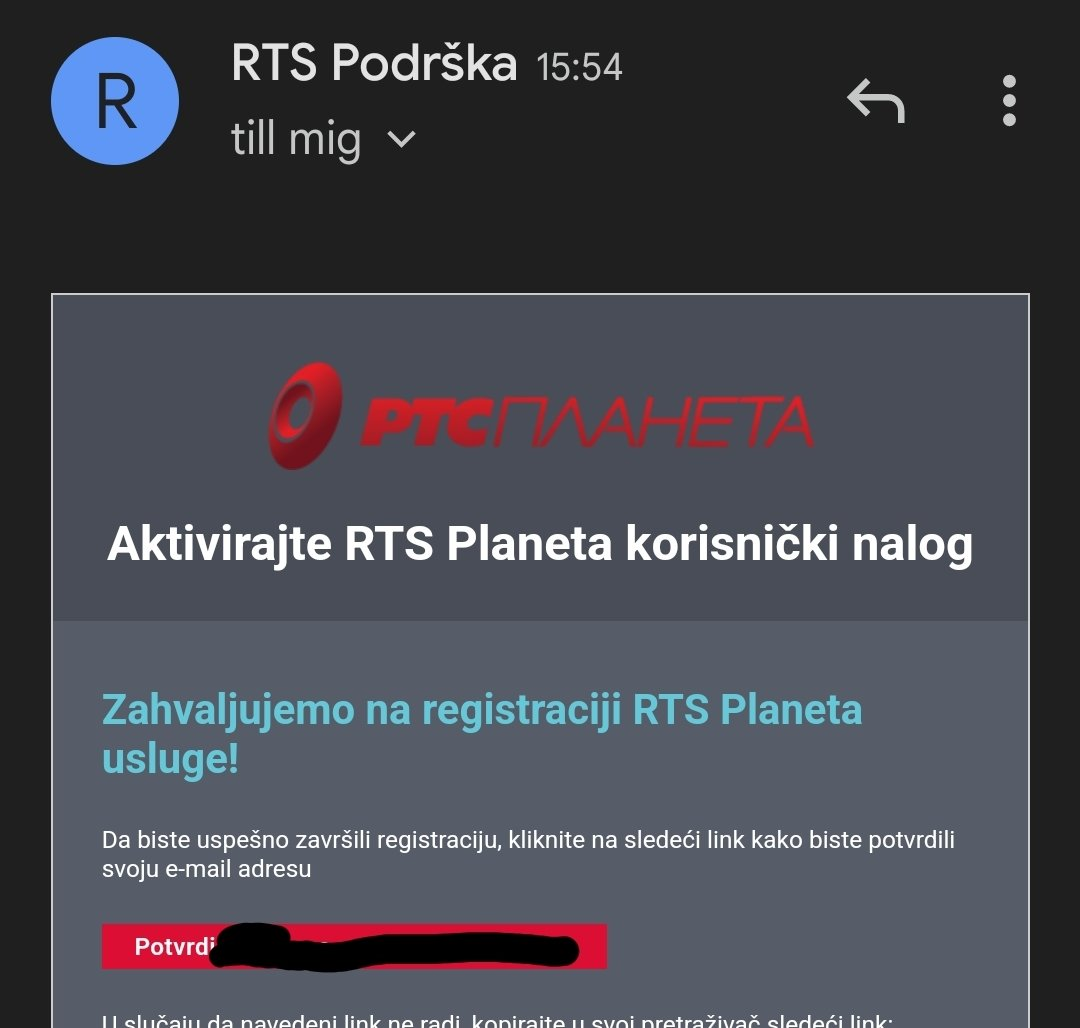 R
RTS Podrška 15:54
till mig
РТС ПЛАНЕТА
Aktivirajte RTS Planeta korisnički nalog
Zahvaljujemo na registraciji RTS Planeta
usluge!
Da biste uspešno završili registraciju, kliknite na sledeći link kako biste potvrdili
svoju e-mail adresu
Potvrdi
U slučaju da navedeni link ne radi, kopirajte u svoj pretraživač sledeći link: